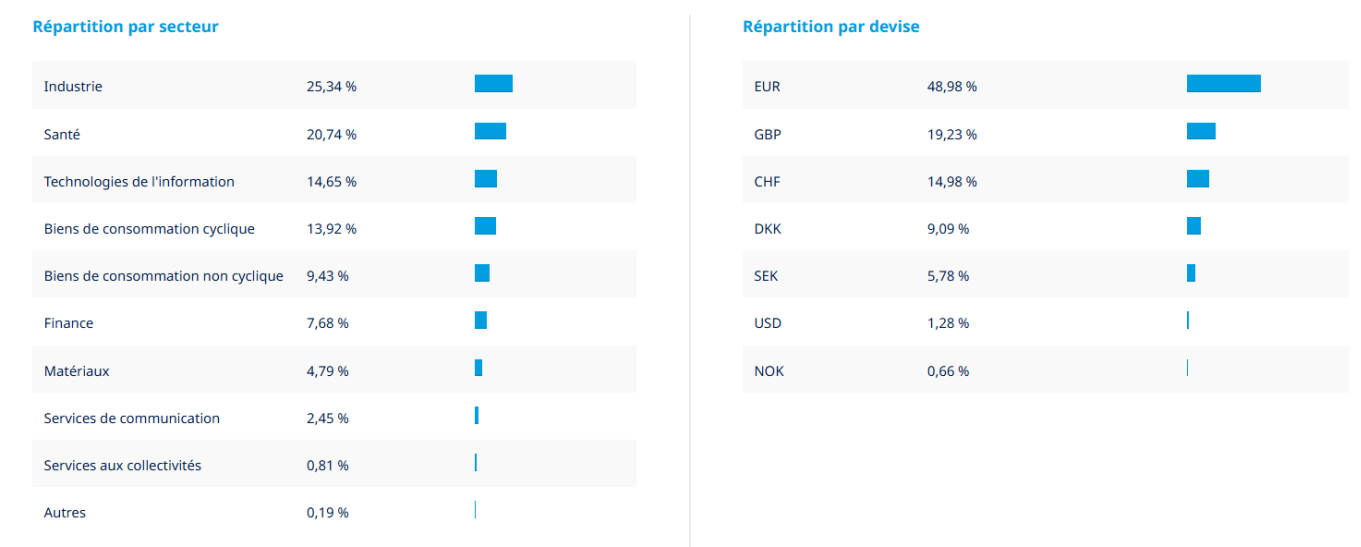 Répartition par secteur
Industrie 25,34 %
Santé 20,74 %
Technologies de l'information 14,65 %
Biens de consommation cyclique 13,92 %
Biens de consommation non cyclique 9,43 %
Finance 7,68 %
Matériaux 4,79 %
Services de communication 2,45 %
Services aux collectivités 0,81 %
Autres 0,19 %
Répartition par devise
EUR 48,98 %
GBP 19,23 %
CHF 14,98 %
DKK 9,09 %
SEK 5,78 %
USD 1,28 %
NOK 0,66 %